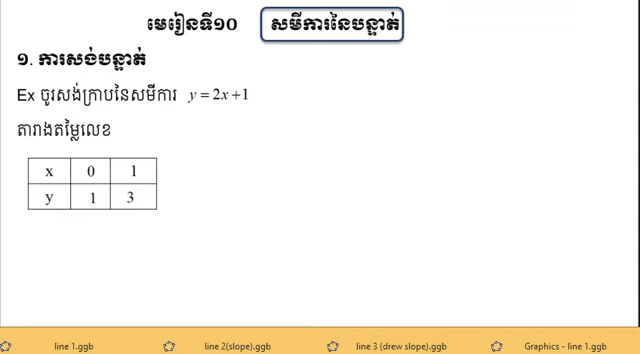 មេរៀនទី១០ សមីការនៃបន្ទាត់
១. ការសង់បន្ទាត់
Ex ចូរសង់ក្រាបនៃសមីការ y = 2x+1
តារាងតម្លៃលេខ
x 0 1
y 1 3
line 1.ggb line 2(slope).ggb line 3 (drew slope).ggb Graphics - line 1.ggb